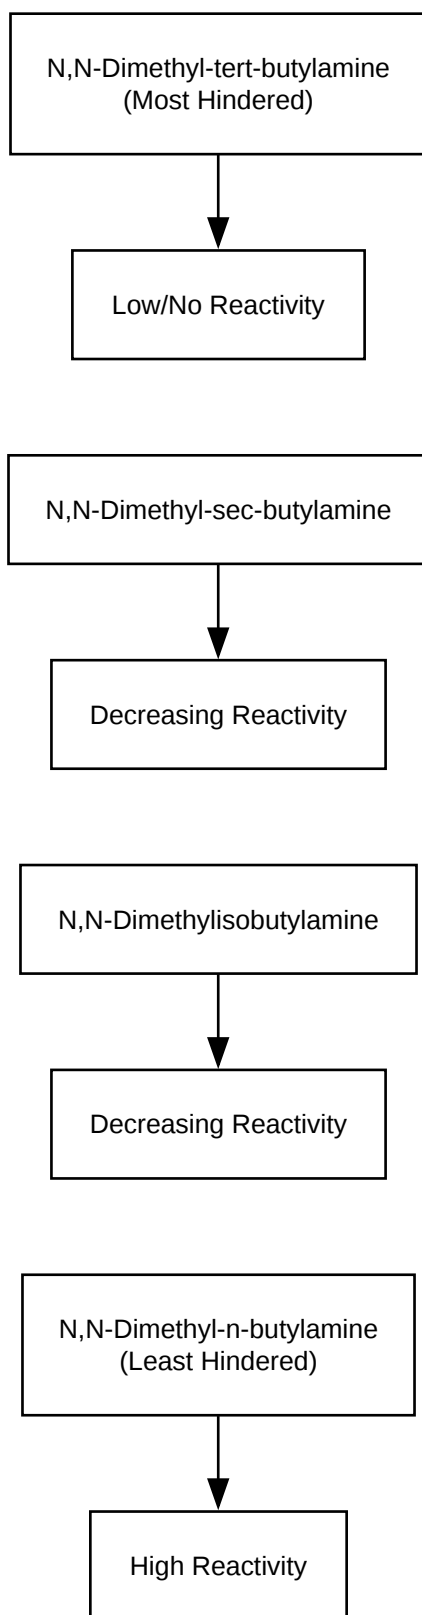 N,N-Dimethyl-tert-butylamine
(Most Hindered)
Low/No Reactivity
N,N-Dimethyl-sec-butylamine
Decreasing Reactivity
N,N-Dimethylisobutylamine
Decreasing Reactivity
N,N-Dimethyl-n-butylamine
(Least Hindered)
High Reactivity